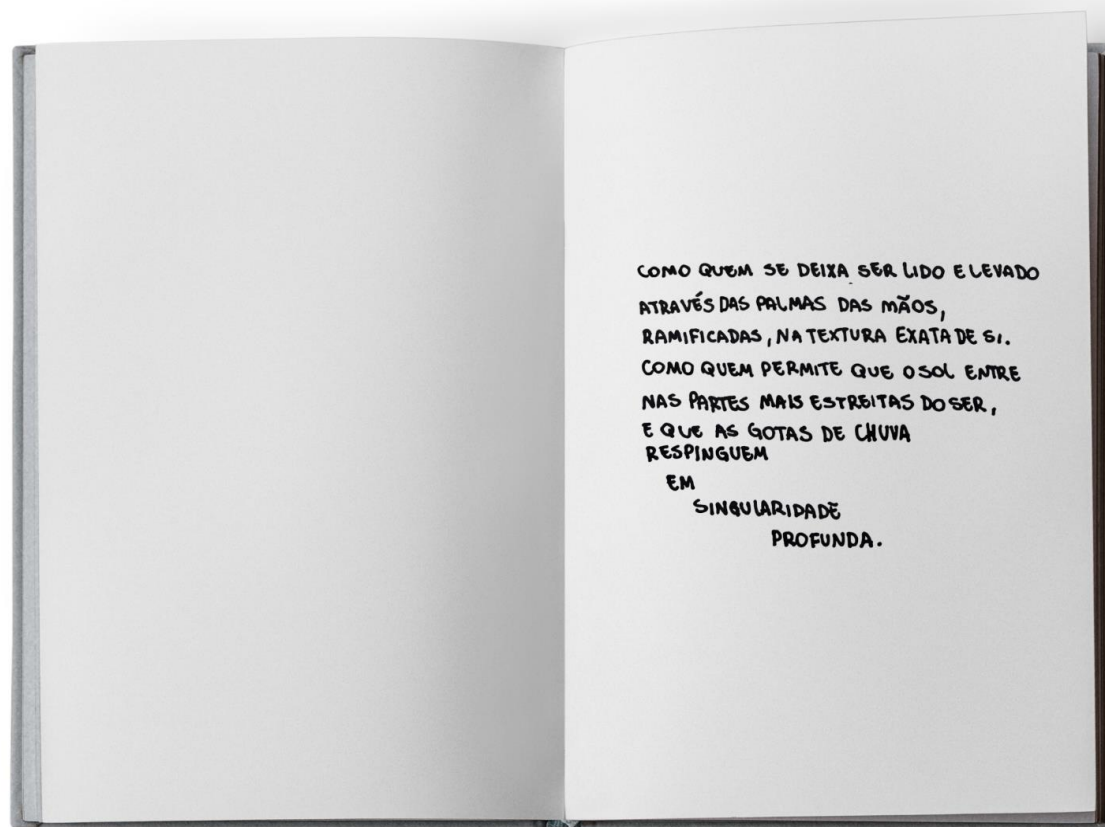 COMO QUEM SE DEIXA SER LIDO E LEVADO
ATRAVÉS DAS PALMAS DAS MÃOS,
RAMIFICADAS, NA TEXTURA EXATA DE SI.
COMO QUEM PERMITE QUE O SOL ENTRE
NAS PARTES MAIS ESTREITAS DO SER,
E QUE AS GOTAS DE CHUVA
RESPINGUEM
EM
SINGULARIDADE
PROFUNDA.